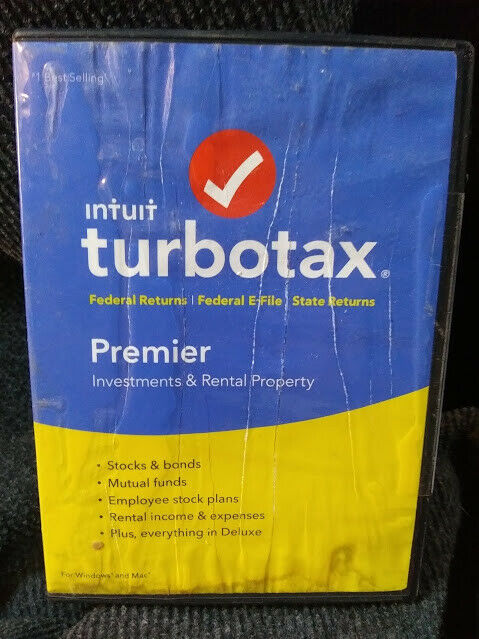 #1 Best Selling
intuit
turbotax®
Federal Returns | Federal E-File | State Returns
Premier
Investments & Rental Property
• Stocks & bonds
• Mutual funds
• Employee stock plans
• Rental income & expenses
• Plus, everything in Deluxe
For Windows® and Mac®